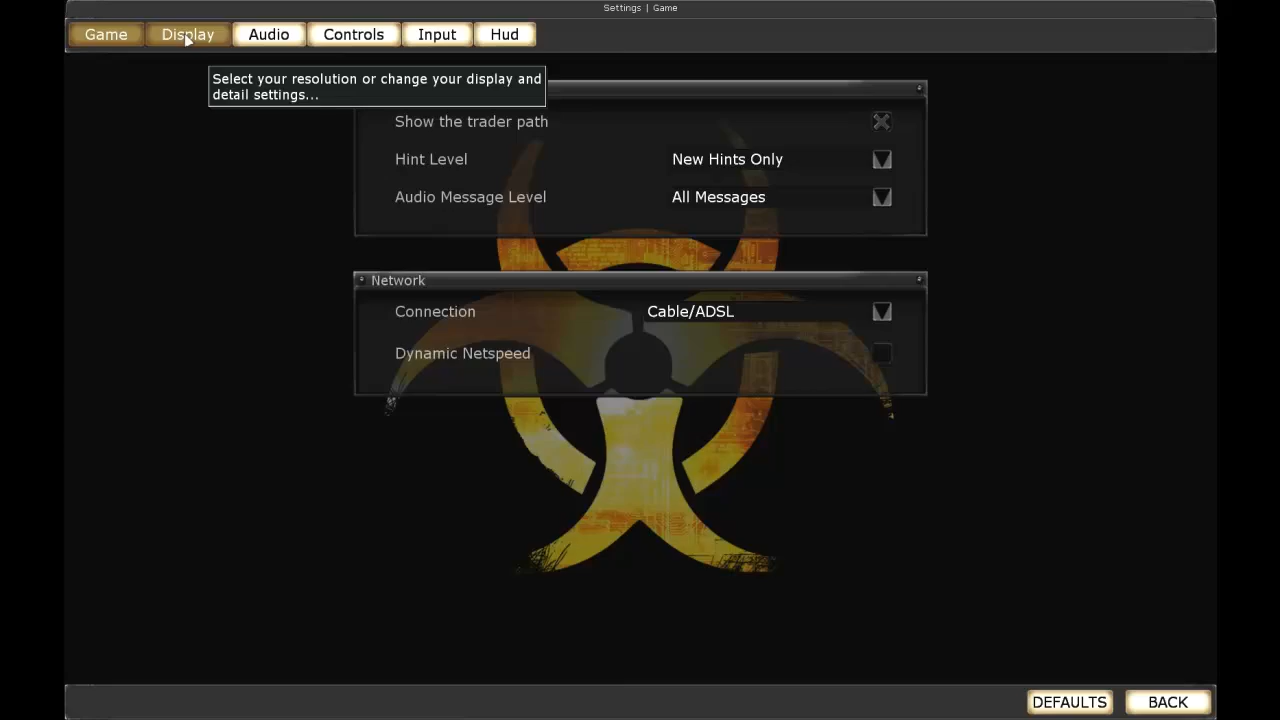 Settings | Game
Game Display Audio Controls Input Hud
Select your resolution or change your display and
detail settings...
Show the trader path
Hint Level New Hints Only
Audio Message Level All Messages
Network
Connection Cable/ADSL
Dynamic Netspeed
DEFAULTS BACK